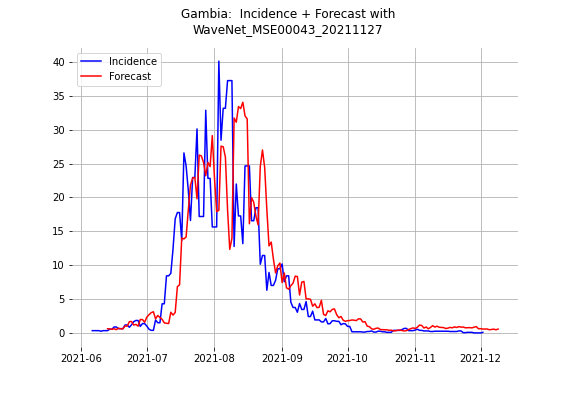 Gambia:  Incidence + Forecast with
WaveNet_MSE00043_20211127
Incidence
Forecast
40
35
30
25
20
15
10
5
0
2021-06 2021-07 2021-08 2021-09 2021-10 2021-11 2021-12